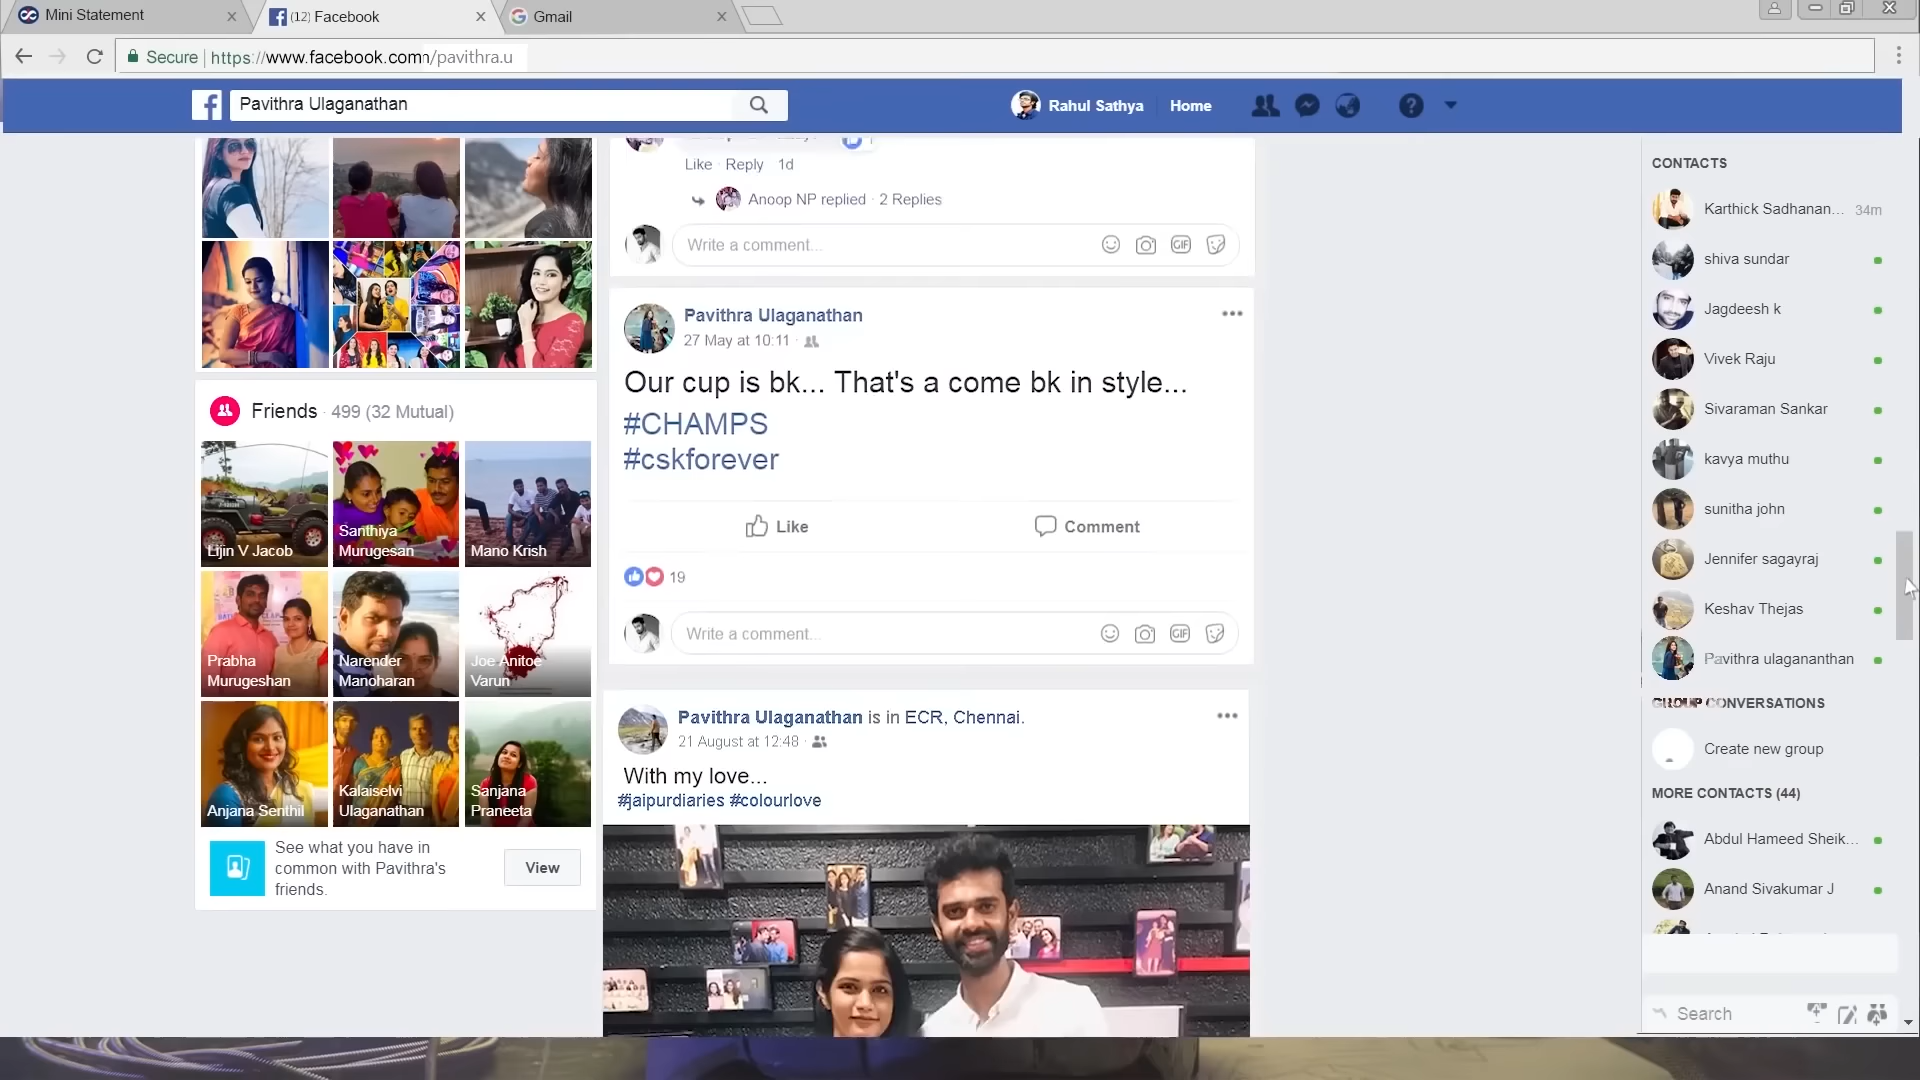 Mini Statement
(12) Facebook
Gmail
Secure
https://www.facebook.com/pavithra.u
Pavithra Ulaganathan
Rahul Sathya
Home
Like · Reply 1d
Anoop NP replied · 2 Replies
Write a comment...
GIF
Pavithra Ulaganathan
27 May at 10:11 ·
Our cup is bk... That's a come bk in style...
#CHAMPS
#cskforever
Like
Comment
19
Write a comment...
GIF
Pavithra Ulaganathan is in ECR, Chennai.
21 August at 12:48 ·
With my love...
#jaipurdiaries #colourlove
Friends · 499 (32 Mutual)
Lijin V Jacob
Santhiya
Murugesan
Mano Krish
Prabha
Murugeshan
Narender
Manoharan
Joe Anitoe
Varun
Anjana Senthil
Kalaiselvi
Ulaganathan
Sanjana
Praneeta
See what you have in
common with Pavithra's
friends.
View
CONTACTS
Karthick Sadhanan... 34m
shiva sundar
Jagdeesh k
Vivek Raju
Sivaraman Sankar
kavya muthu
sunitha john
Jennifer sagayraj
Keshav Thejas
Pavithra ulagananthan
GROUP CONVERSATIONS
Create new group
MORE CONTACTS (44)
Abdul Hameed Sheik...
Anand Sivakumar J
Search